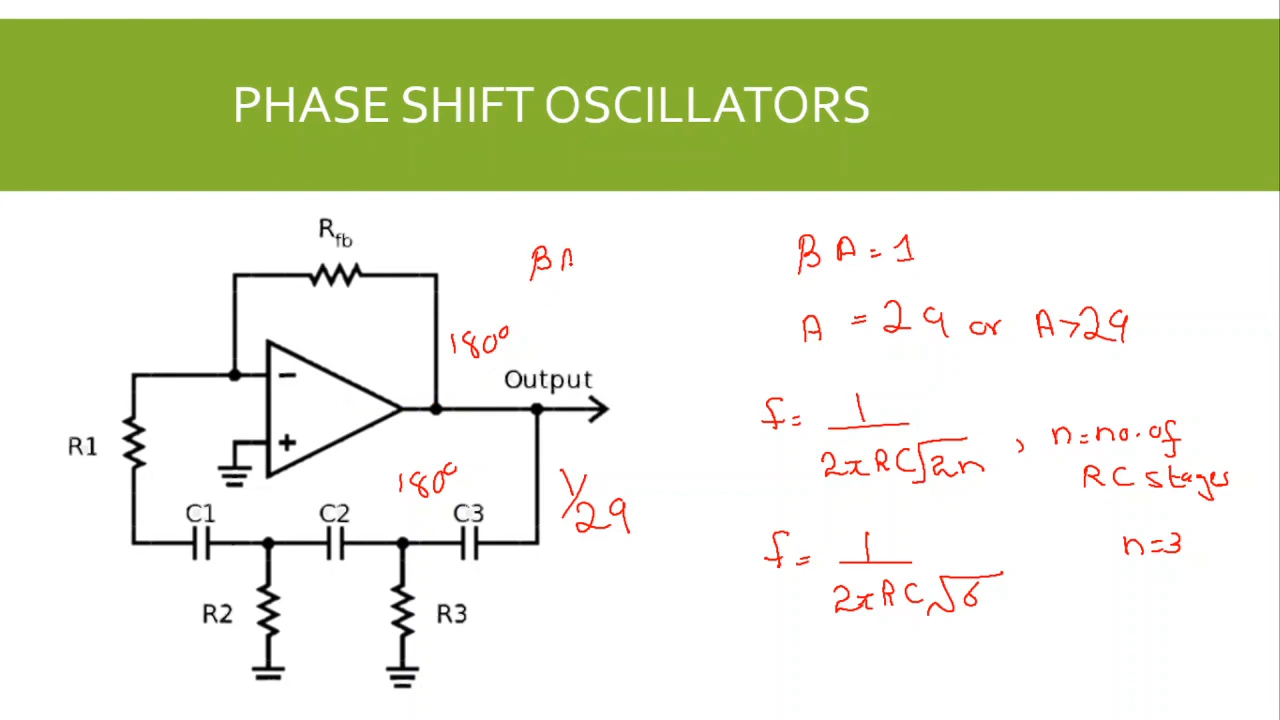 PHASE SHIFT OSCILLATORS
Rfb
βA
180°
Output
−
+
R1
180°
C1
C2
C3
1/29
R2
R3
βA = 1
A = 29 or A>29
f = 1 / 2πRC√2n , n = no. of RC stages
n=3
f = 1 / 2πRC√6